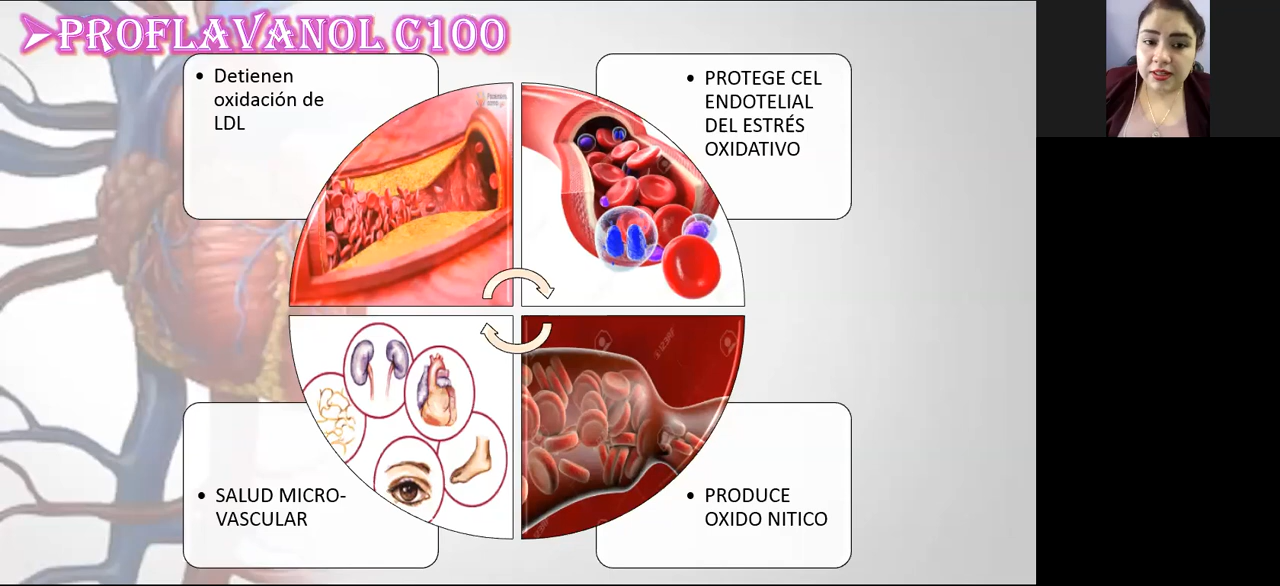 PROFLAVANOL C100
• Detienen
oxidación de
LDL
• PROTEGE CEL
ENDOTELIAL
DEL ESTRÉS
OXIDATIVO
• SALUD MICRO-
VASCULAR
• PRODUCE
OXIDO NITICO